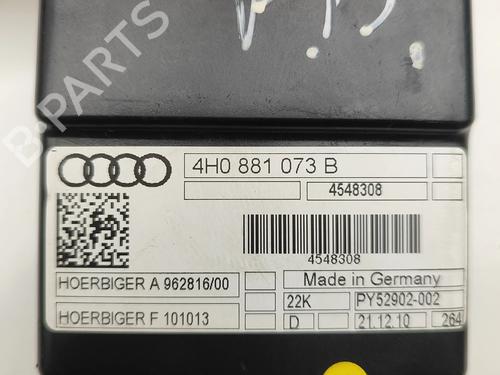 B-PARTS
4H0 881 073 B
4548308
4548308
HOERBIGER A 962816/00
Made in Germany
22K PY52902-002
HOERBIGER F 101013
D 21.12.10 264